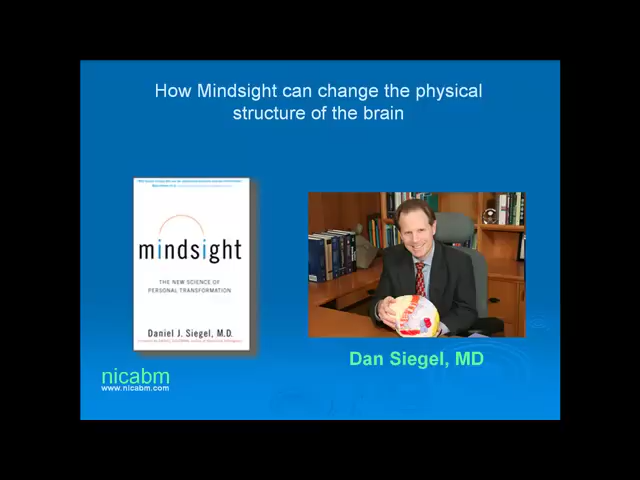 How Mindsight can change the physical
structure of the brain
mindsight
THE NEW SCIENCE OF
PERSONAL TRANSFORMATION
Daniel J. Siegel, M.D.
Dan Siegel, MD
nicabm
www.nicabm.com